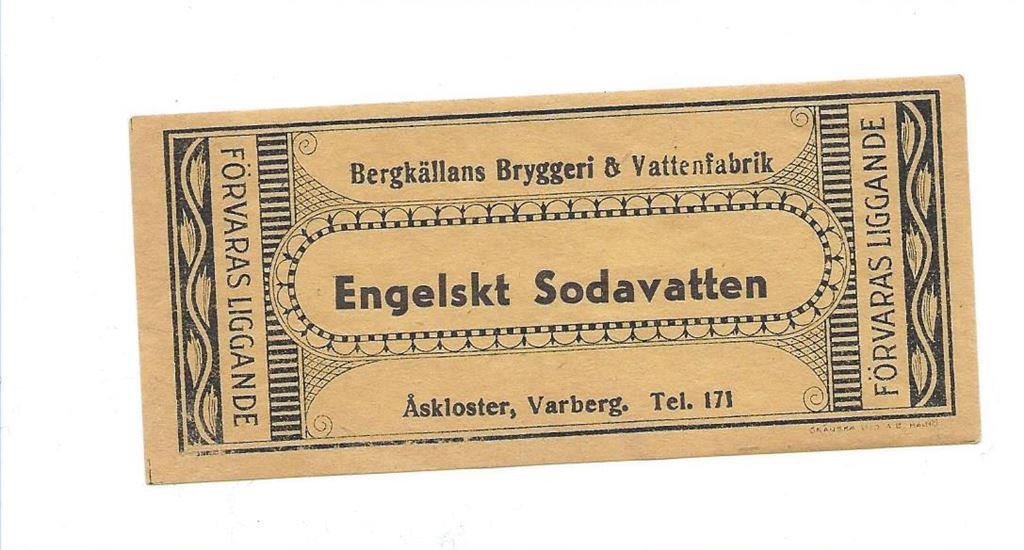 FÖRVARAS LIGGANDE
Bergkällans Bryggeri & Vattenfabrik
Engelskt Sodavatten
Åskloster, Varberg. Tel. 171
FÖRVARAS LIGGANDE